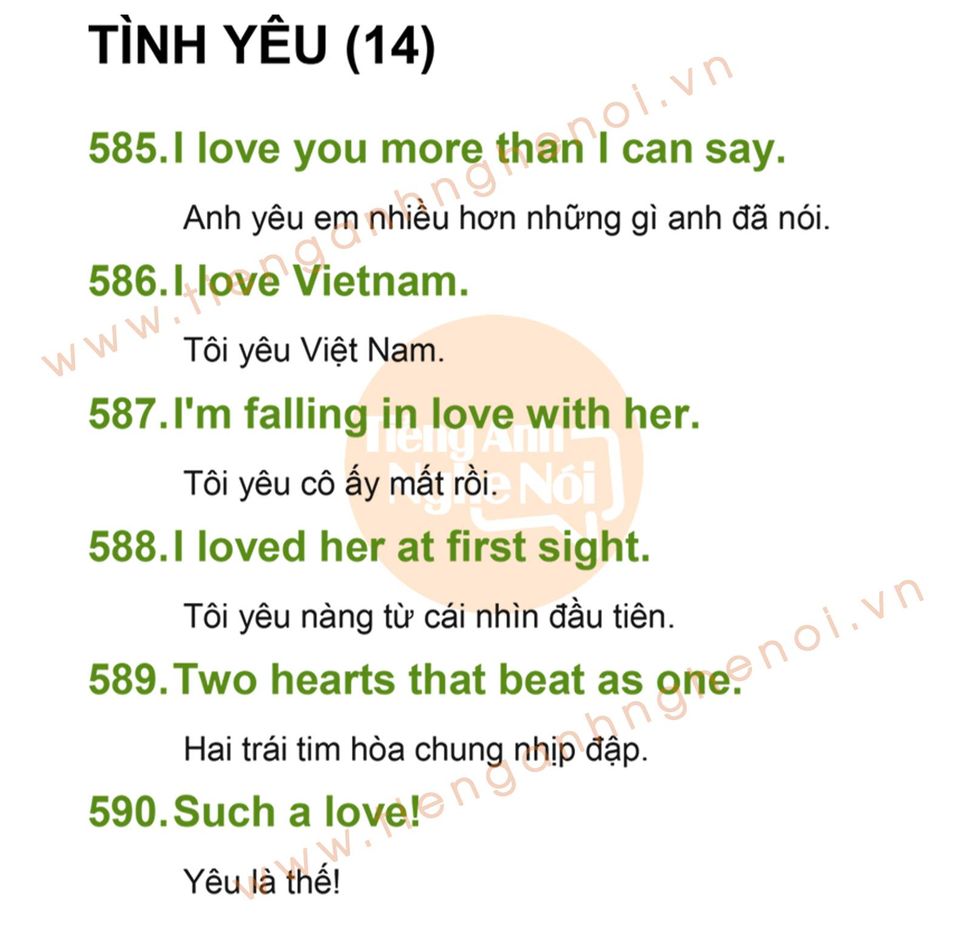 TÌNH YÊU (14)
585. I love you more than I can say.
Anh yêu em nhiều hơn những gì anh đã nói.
586. I love Vietnam.
Tôi yêu Việt Nam.
587. I'm falling in love with her.
Tôi yêu cô ấy mất rồi.
588. I loved her at first sight.
Tôi yêu nàng từ cái nhìn đầu tiên.
589. Two hearts that beat as one.
Hai trái tim hòa chung nhịp đập.
590. Such a love!
Yêu là thế!
www.tienganhnghenoi.vn
Tiếng Anh
Nghe Nói
www.tienganhnghenoi.vn